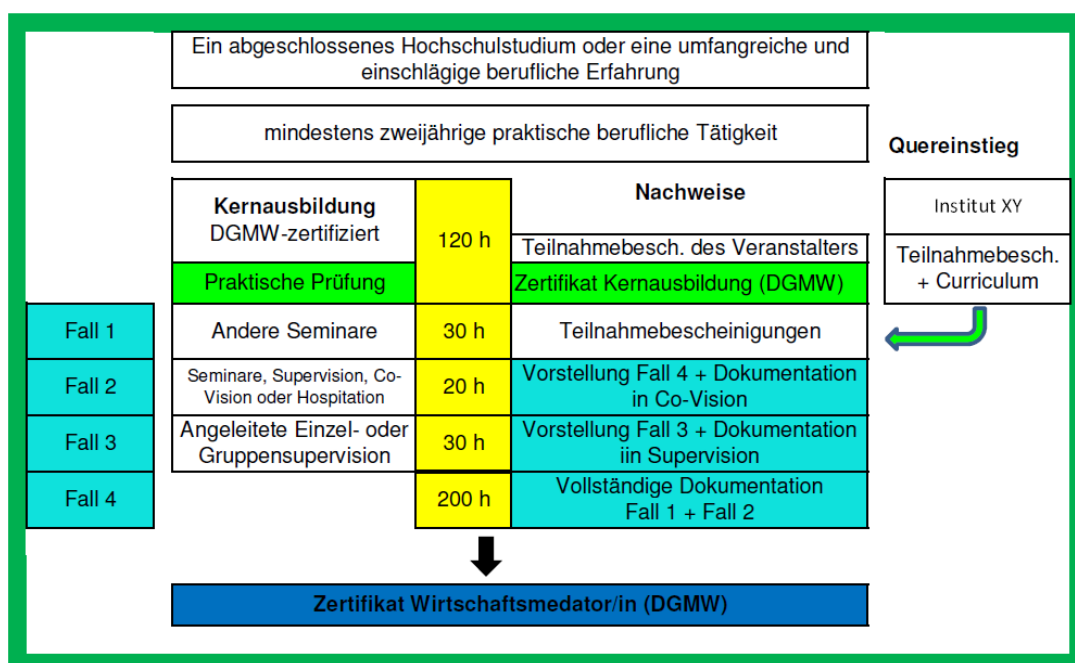 Ein abgeschlossenes Hochschulstudium oder eine umfangreiche und
einschlägige berufliche Erfahrung
mindestens zweijährige praktische berufliche Tätigkeit
Quereinstieg
Kernausbildung
DGMW-zertifiziert
120 h
Nachweise
Teilnahmebesch. des Veranstalters
Institut XY
Teilnahmebesch.
+ Curriculum
Praktische Prüfung
Zertifikat Kernausbildung (DGMW)
Fall 1
Andere Seminare
30 h
Teilnahmebescheinigungen
Fall 2
Seminare, Supervision, Co-
Vision oder Hospitation
20 h
Vorstellung Fall 4 + Dokumentation
in Co-Vision
Fall 3
Angeleitete Einzel- oder
Gruppensupervision
30 h
Vorstellung Fall 3 + Dokumentation
iin Supervision
Fall 4
200 h
Vollständige Dokumentation
Fall 1 + Fall 2
Zertifikat Wirtschaftsmedator/in (DGMW)